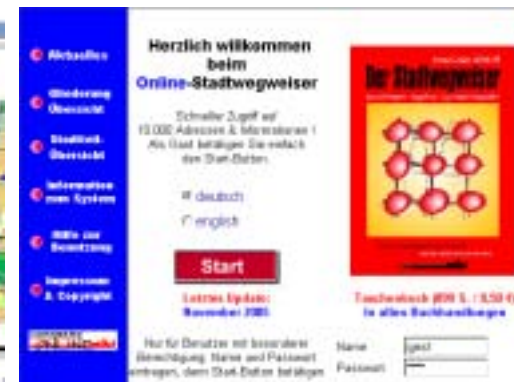 Aktuelles
Gliederung
Übersicht
Stadtteil-
Übersicht
Information
zum System
Hilfe zur
Benutzung
Impressum
& Copyright
Herzlich willkommen
beim
Online-Stadtwegweiser
Schneller Zugriff auf
10.000 Adressen & Informationen !
Als Gast betätigen Sie einfach
den Start-Button.
deutsch
english
Start
Letztes Update:
November 2005
Nur für Benutzer mit besonderer
Berechtigung: Name und Passwort
eintragen, dann Start-Button betätigen
Der Stadtwegweiser
Taschenbuch
in allen Buchhandlungen
Name
gast
Passwort